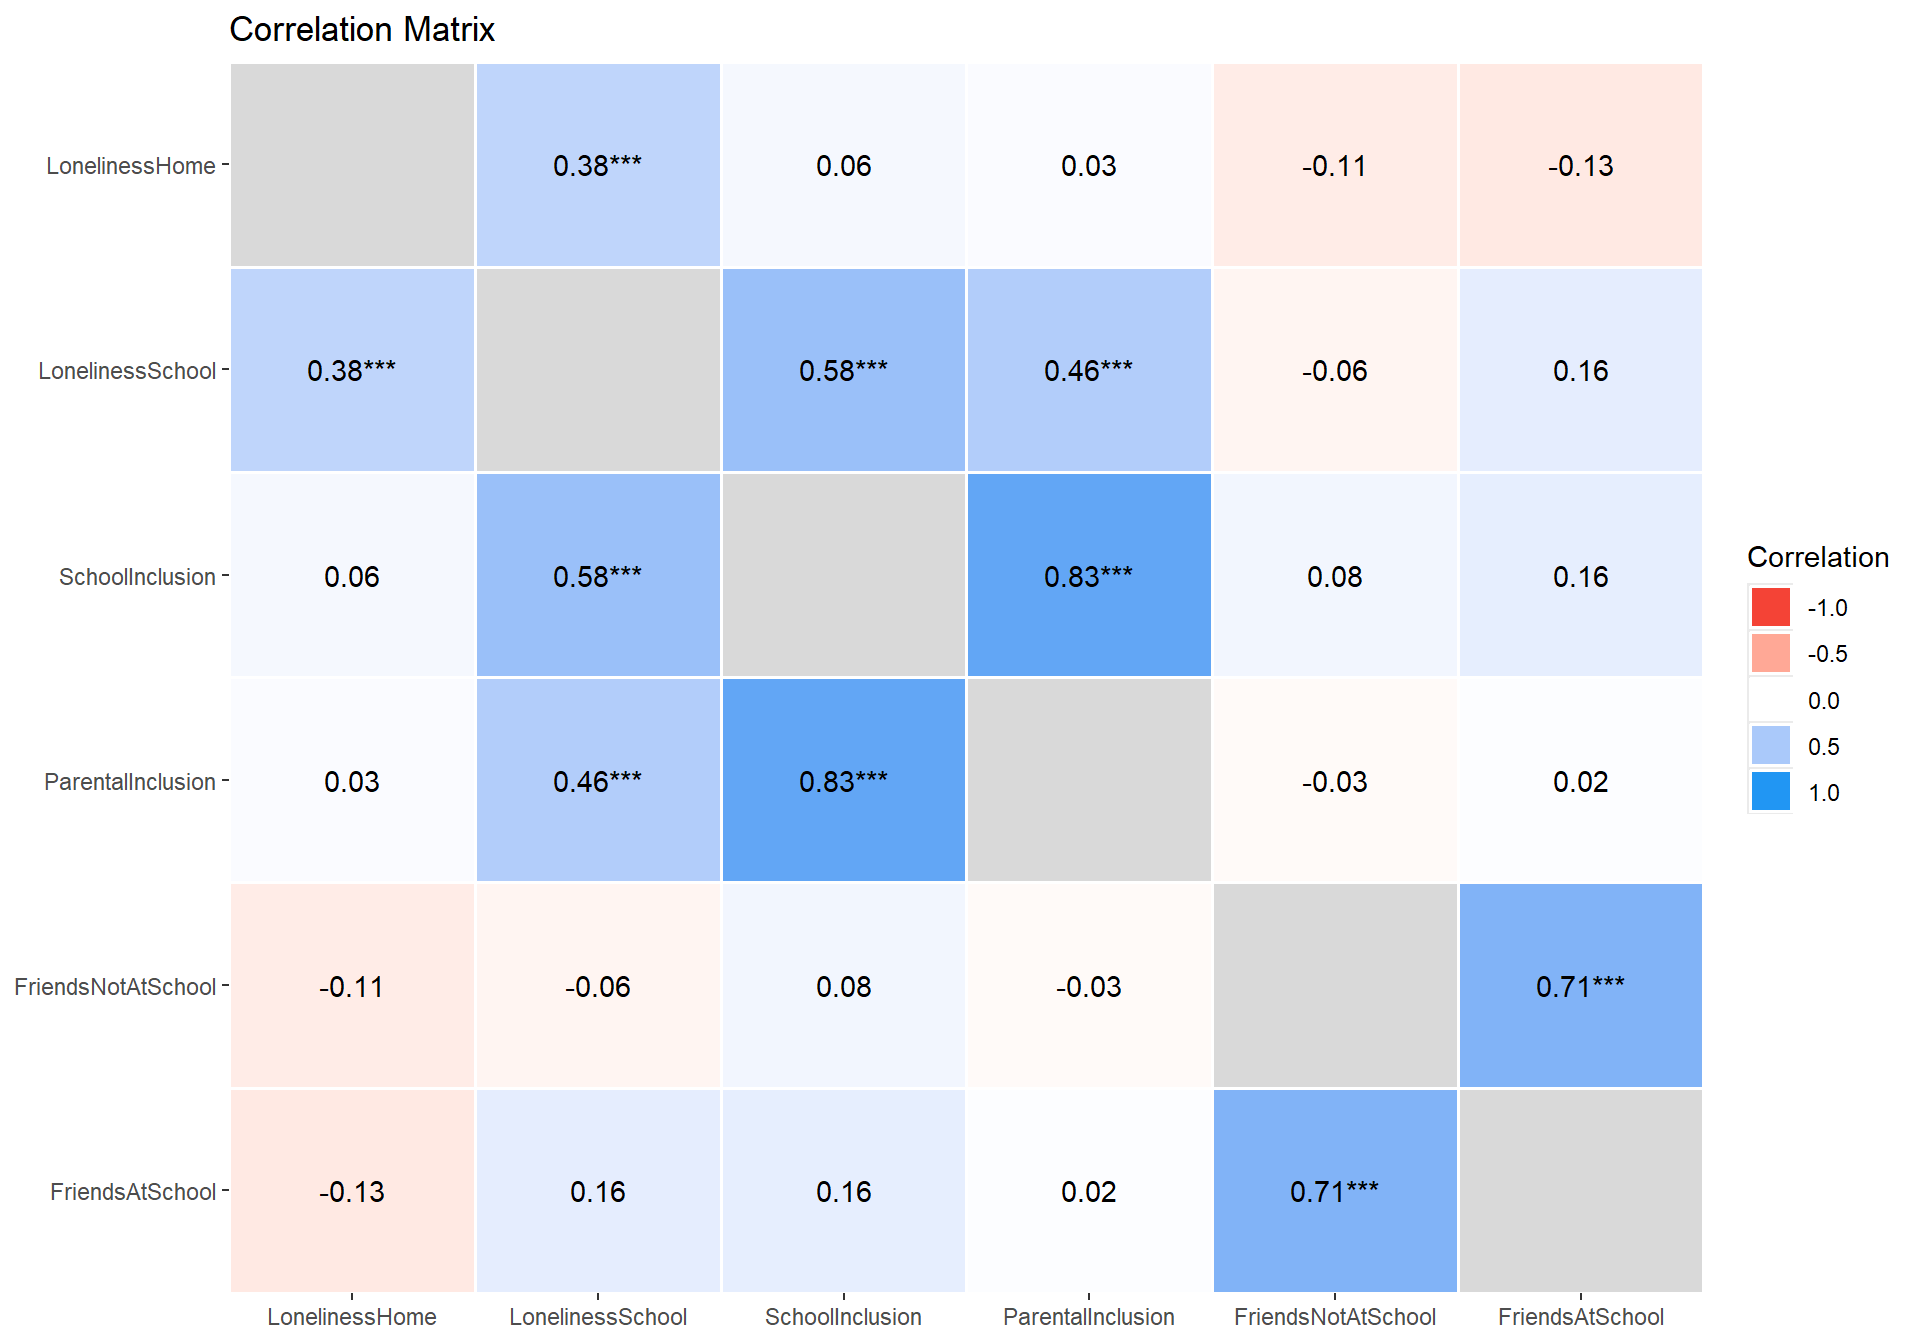 Correlation Matrix
LonelinessHome 0.38*** 0.06 0.03 -0.11 -0.13
LonelinessSchool 0.38*** 0.58*** 0.46*** -0.06 0.16
SchoolInclusion 0.06 0.58*** 0.83*** 0.08 0.16
ParentalInclusion 0.03 0.46*** 0.83*** -0.03 0.02
FriendsNotAtSchool -0.11 -0.06 0.08 -0.03 0.71***
FriendsAtSchool -0.13 0.16 0.16 0.02 0.71***
LonelinessHome LonelinessSchool SchoolInclusion ParentalInclusion FriendsNotAtSchool FriendsAtSchool
Correlation
-1.0
-0.5
0.0
0.5
1.0